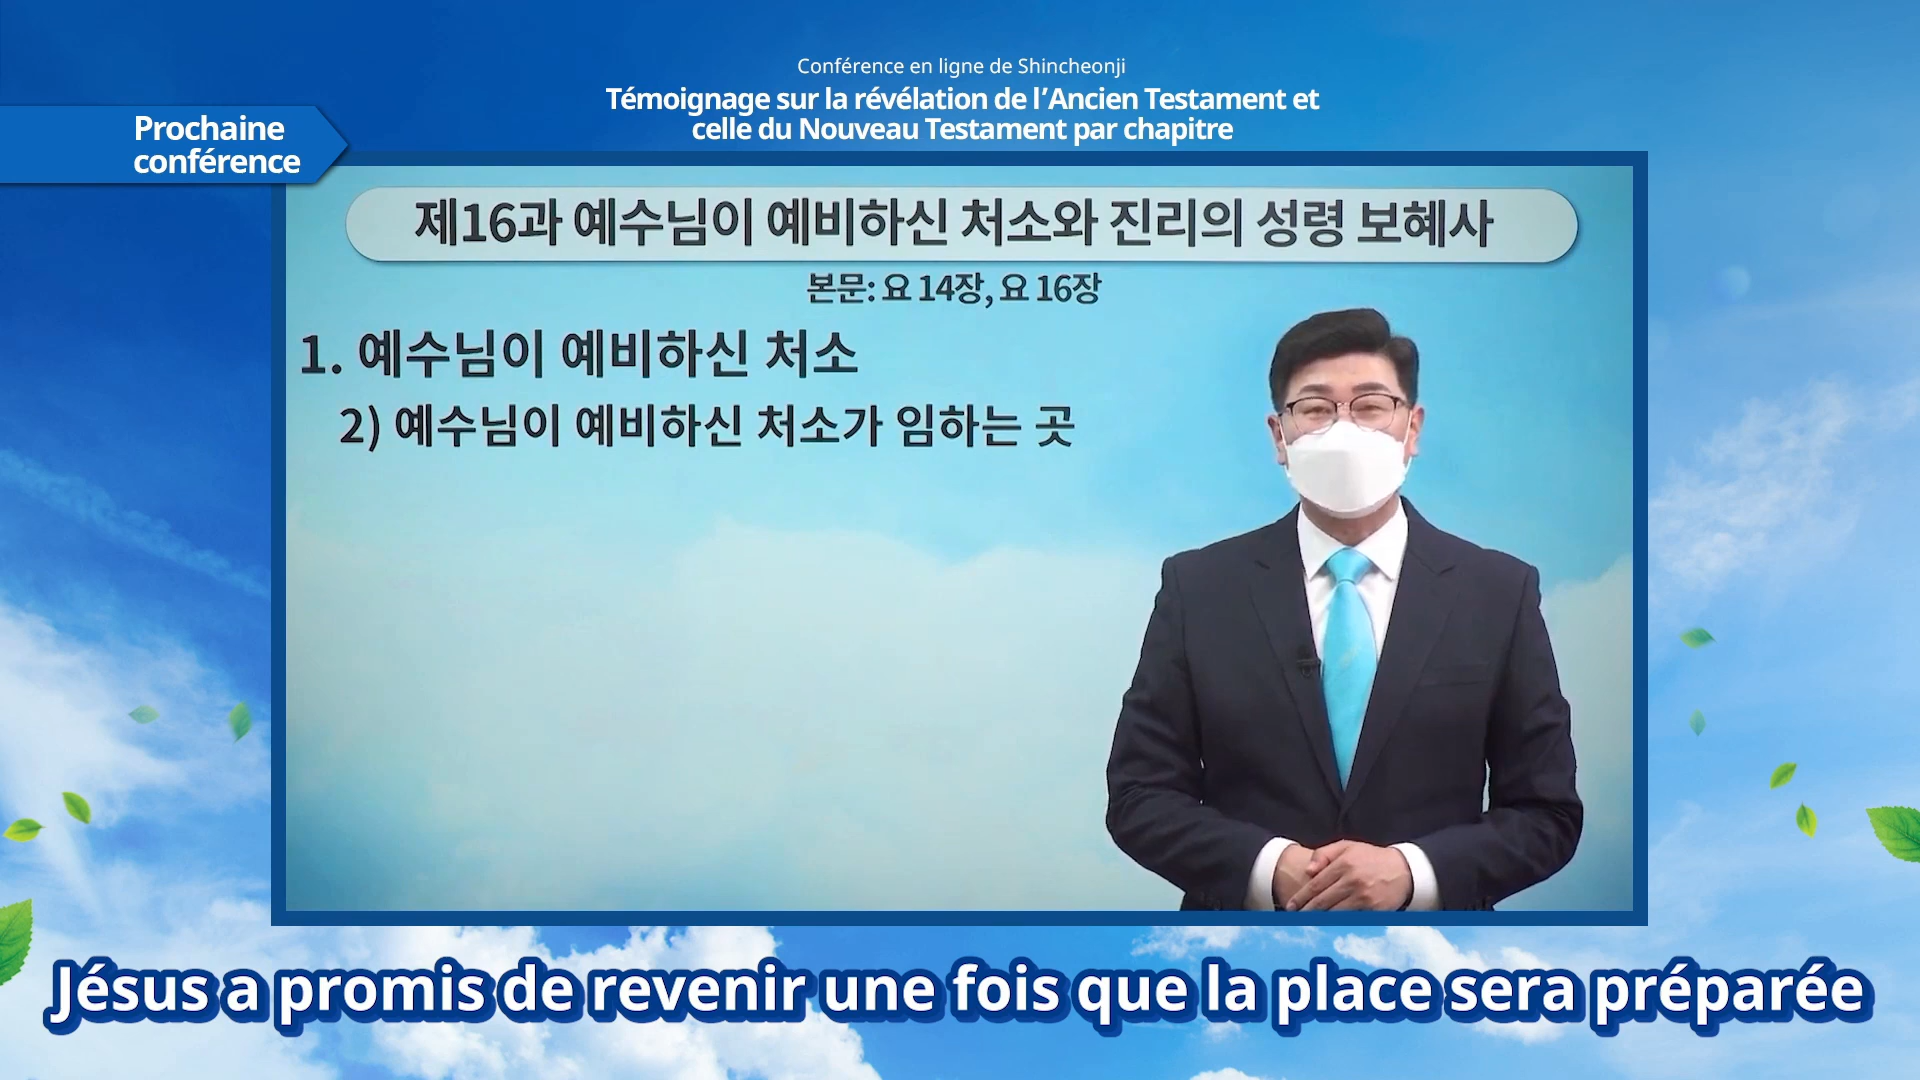 Conférence en ligne de Shincheonji
Témoignage sur la révélation de l’Ancien Testament et
celle du Nouveau Testament par chapitre
Prochaine
conférence
제16과 예수님이 예비하신 처소와 진리의 성령 보혜사
본문: 요 14장, 요 16장
1. 예수님이 예비하신 처소
2) 예수님이 예비하신 처소가 임하는 곳
Jésus a promis de revenir une fois que la place sera préparée